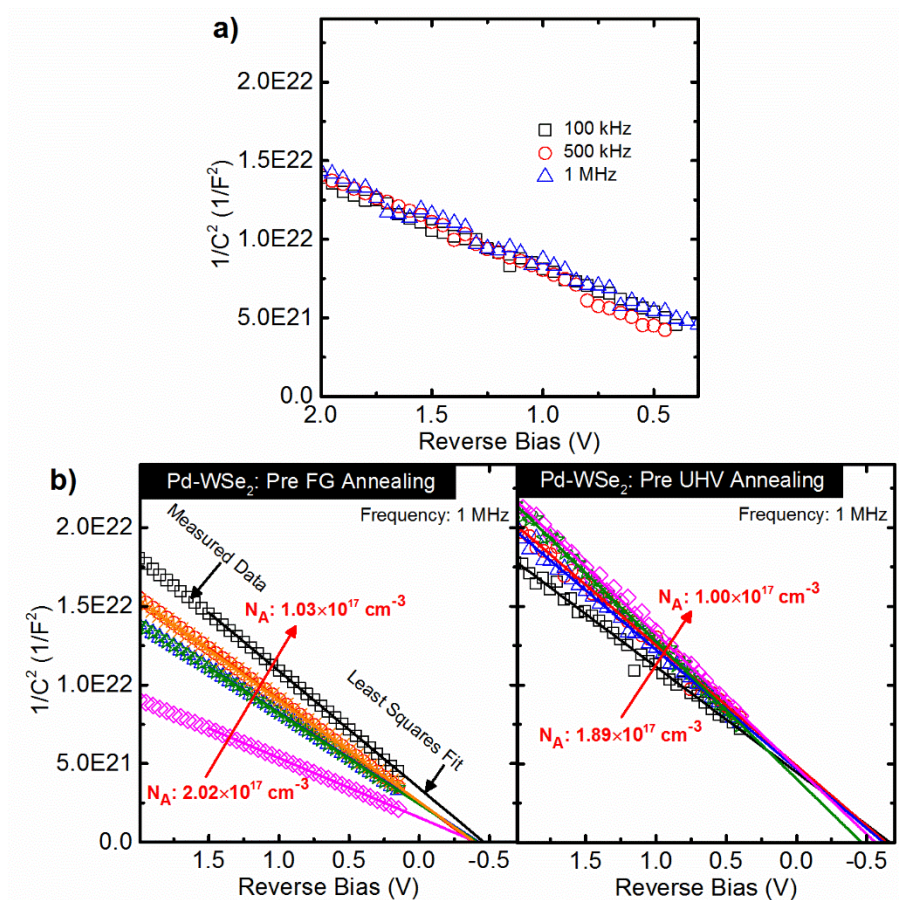 a)
2.0E22
1.5E22
1.0E22
5.0E21
0.0
1/C² (1/F²)
100 kHz
500 kHz
1 MHz
2.0 1.5 1.0 0.5
Reverse Bias (V)
b)
Pd-WSe₂: Pre FG Annealing
Frequency: 1 MHz
2.0E22
1.5E22
1.0E22
5.0E21
0.0
1/C² (1/F²)
Measured Data
N_A: 1.03×10¹⁷ cm⁻³
Least Squares Fit
N_A: 2.02×10¹⁷ cm⁻³
1.5 1.0 0.5 0.0 -0.5
Reverse Bias (V)
Pd-WSe₂: Pre UHV Annealing
Frequency: 1 MHz
N_A: 1.00×10¹⁷ cm⁻³
N_A: 1.89×10¹⁷ cm⁻³
1.5 1.0 0.5 0.0 -0.5
Reverse Bias (V)